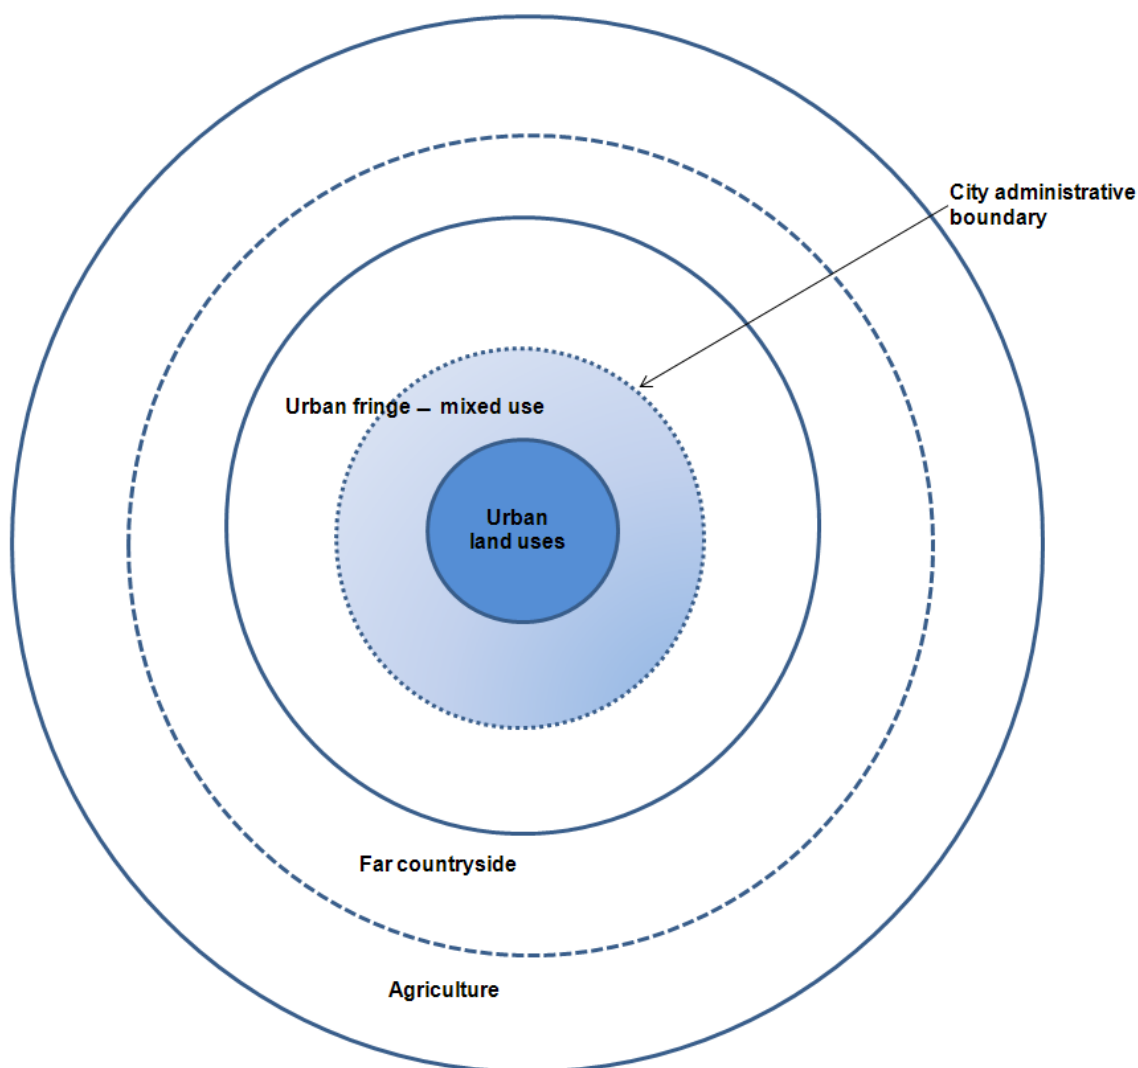 City administrative
boundary
Urban fringe – mixed use
Urban
land uses
Far countryside
Agriculture